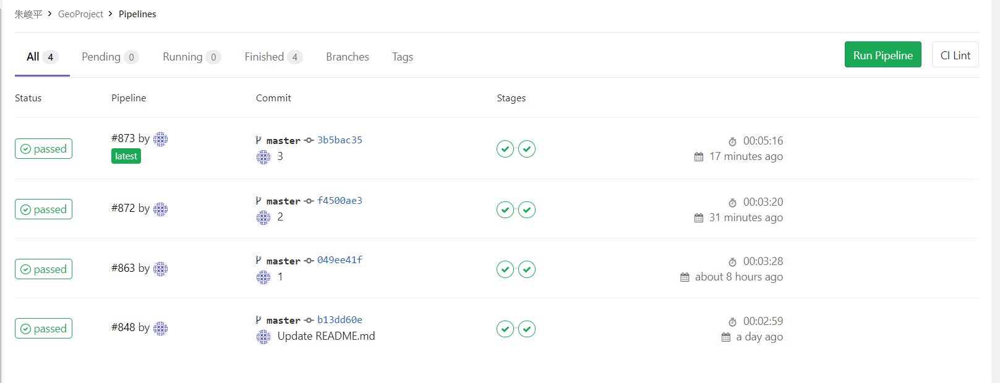 朱峻平 > GeoProject > Pipelines
All 4 Pending 0 Running 0 Finished 4 Branches Tags Run Pipeline CI Lint
Status Pipeline Commit Stages
passed #873 by master 3b5bac35 00:05:16
latest 3 17 minutes ago
passed #872 by master f4500ae3 00:03:20
2 31 minutes ago
passed #863 by master 049ee41f 00:03:28
1 about 8 hours ago
passed #848 by master b13dd60e 00:02:59
Update README.md a day ago